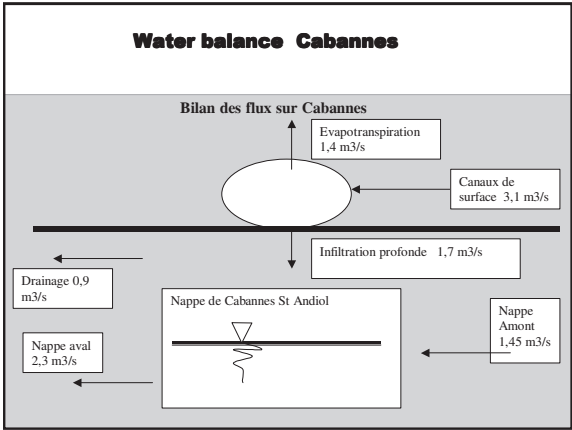 Water balance Cabannes
Bilan des flux sur Cabannes
Evapotranspiration
1,4 m3/s
Canaux de
surface 3,1 m3/s
Infiltration profonde 1,7 m3/s
Drainage 0,9
m3/s
Nappe de Cabannes St Andiol
Nappe
Amont
1,45 m3/s
Nappe aval
2,3 m3/s